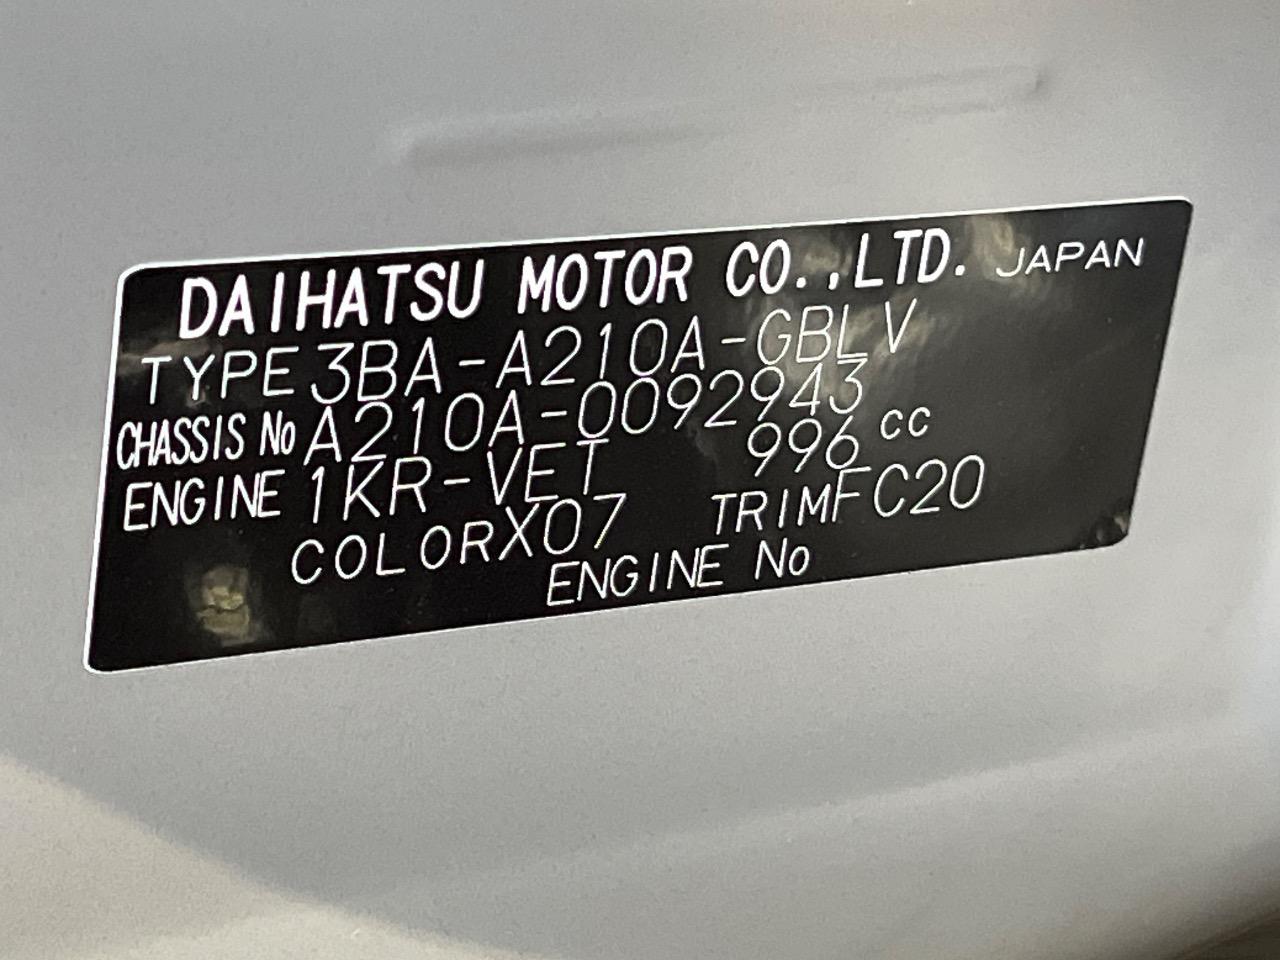 DAIHATSU MOTOR CO.,LTD. JAPAN
TYPE 3BA-A210A-GBLV
CHASSIS No A210A-0092943
ENGINE 1KR-VET 996 cc
COLOR X07 TRIM FC20
ENGINE No